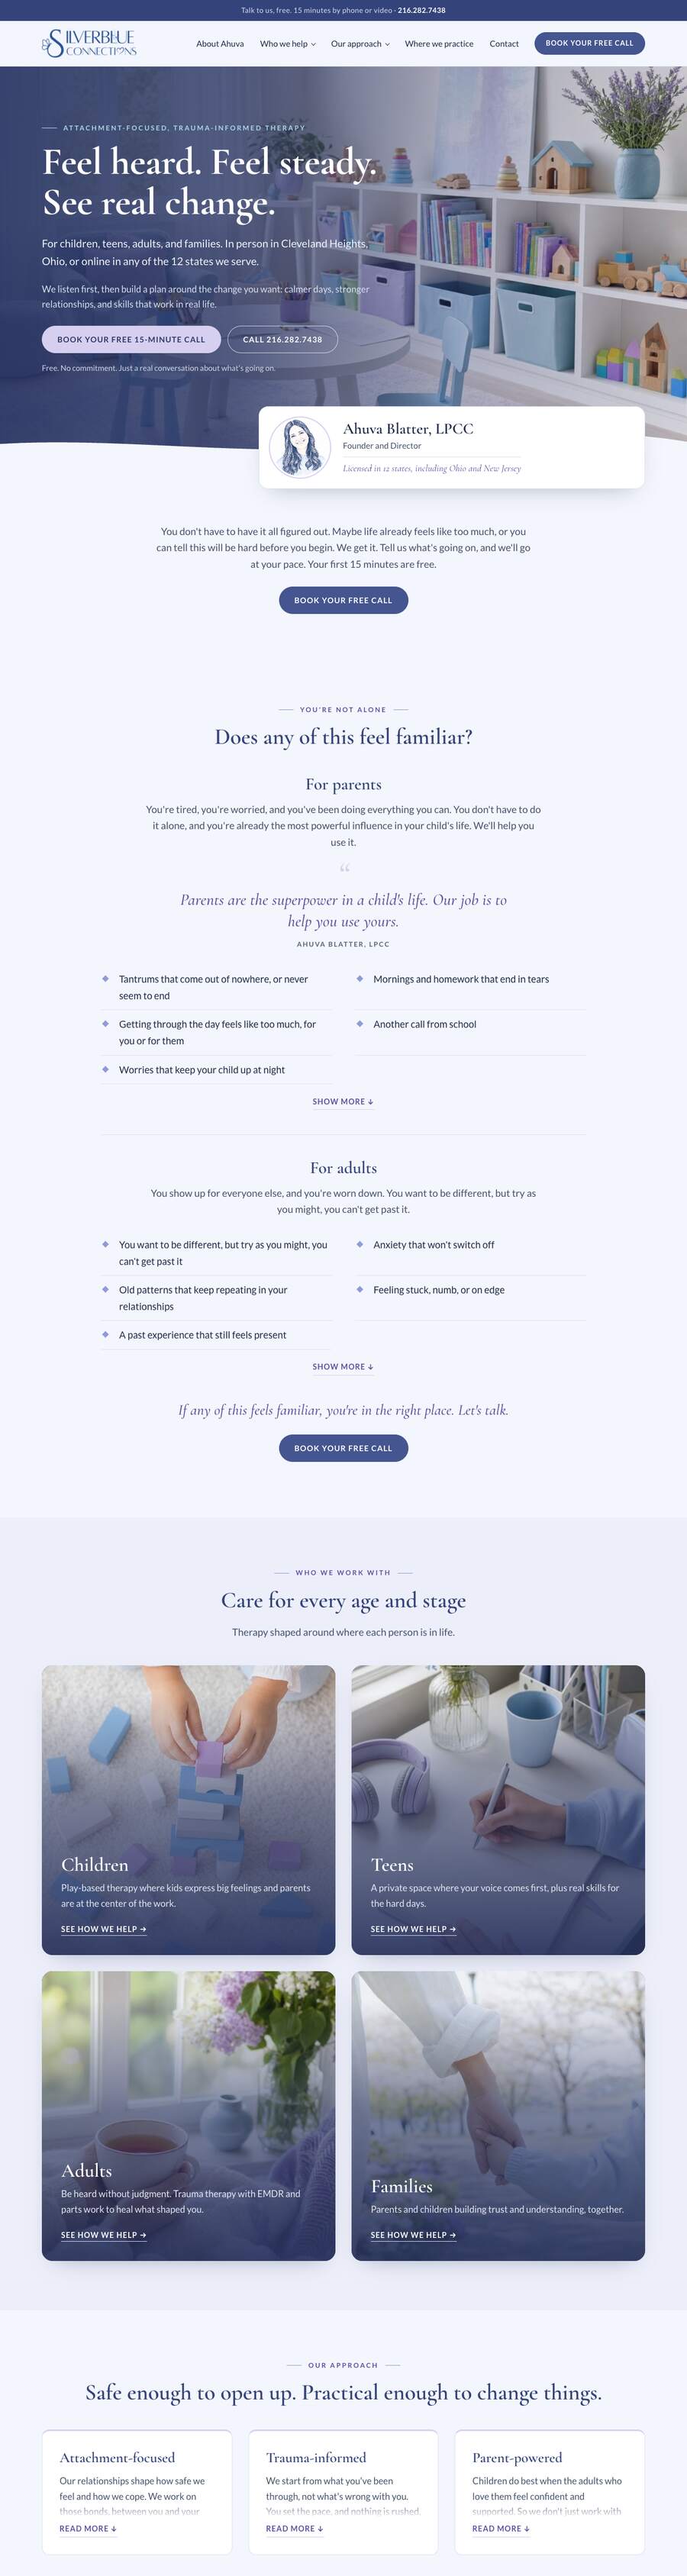 Talk to us, free. 15 minutes by phone or video · 216.282.7438
SILVERBLUE
CONNECTIONS
About Ahuva
Who we help
Our approach
Where we practice
Contact
BOOK YOUR FREE CALL
ATTACHMENT-FOCUSED, TRAUMA-INFORMED THERAPY
Feel heard. Feel steady.
See real change.
For children, teens, adults, and families. In person in Cleveland Heights,
Ohio, or online in any of the 12 states we serve.
We listen first, then build a plan around the change you want: calmer days, stronger
relationships, and skills that work in real life.
BOOK YOUR FREE 15-MINUTE CALL
CALL 216.282.7438
Free. No commitment. Just a real conversation about what's going on.
Ahuva Blatter, LPCC
Founder and Director
Licensed in 12 states, including Ohio and New Jersey
You don't have to have it all figured out. Maybe life already feels like too much, or you
can tell this will be hard before you begin. We get it. Tell us what's going on, and we'll go
at your pace. Your first 15 minutes are free.
BOOK YOUR FREE CALL
YOU'RE NOT ALONE
Does any of this feel familiar?
For parents
You're tired, you're worried, and you've been doing everything you can. You don't have to do
it alone, and you're already the most powerful influence in your child's life. We'll help you
use it.
“
Parents are the superpower in a child's life. Our job is to
help you use yours.
AHUVA BLATTER, LPCC
Tantrums that come out of nowhere, or never
seem to end
Mornings and homework that end in tears
Getting through the day feels like too much, for
you or for them
Another call from school
Worries that keep your child up at night
SHOW MORE ↓
For adults
You show up for everyone else, and you're worn down. You want to be different, but try as
you might, you can't get past it.
You want to be different, but try as you might, you
can't get past it
Anxiety that won't switch off
Old patterns that keep repeating in your
relationships
Feeling stuck, numb, or on edge
A past experience that still feels present
SHOW MORE ↓
If any of this feels familiar, you're in the right place. Let's talk.
BOOK YOUR FREE CALL
WHO WE WORK WITH
Care for every age and stage
Therapy shaped around where each person is in life.
Children
Play-based therapy where kids express big feelings and parents
are at the center of the work.
SEE HOW WE HELP →
Teens
A private space where your voice comes first, plus real skills for
the hard days.
SEE HOW WE HELP →
Adults
Be heard without judgment. Trauma therapy with EMDR and
parts work to heal what shaped you.
SEE HOW WE HELP →
Families
Parents and children building trust and understanding, together.
SEE HOW WE HELP →
OUR APPROACH
Safe enough to open up. Practical enough to change things.
Attachment-focused
Our relationships shape how safe we
feel and how we cope. We work on
those bonds, between you and your
READ MORE ↓
Trauma-informed
We start from what you've been
through, not what's wrong with you.
You set the pace, and nothing is rushed.
READ MORE ↓
Parent-powered
Children do best when the adults who
love them feel confident and
supported. So we don't just work with
READ MORE ↓